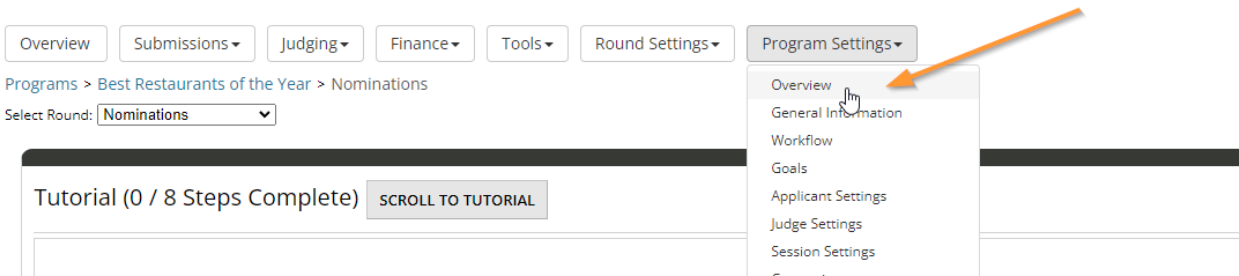 Overview Submissions Judging Finance Tools Round Settings Program Settings
Programs > Best Restaurants of the Year > Nominations
Select Round: Nominations
Overview
General Information
Workflow
Goals
Applicant Settings
Judge Settings
Session Settings
Tutorial (0 / 8 Steps Complete) SCROLL TO TUTORIAL